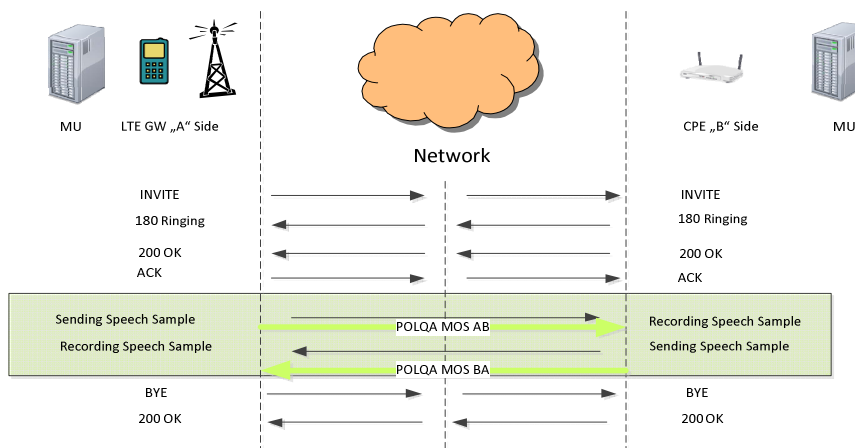 MU
LTE GW „A“ Side
CPE „B“ Side
MU
Network
INVITE
INVITE
180 Ringing
180 Ringing
200 OK
200 OK
ACK
ACK
Sending Speech Sample
Recording Speech Sample
POLQA MOS AB
Recording Speech Sample
Sending Speech Sample
POLQA MOS BA
BYE
BYE
200 OK
200 OK